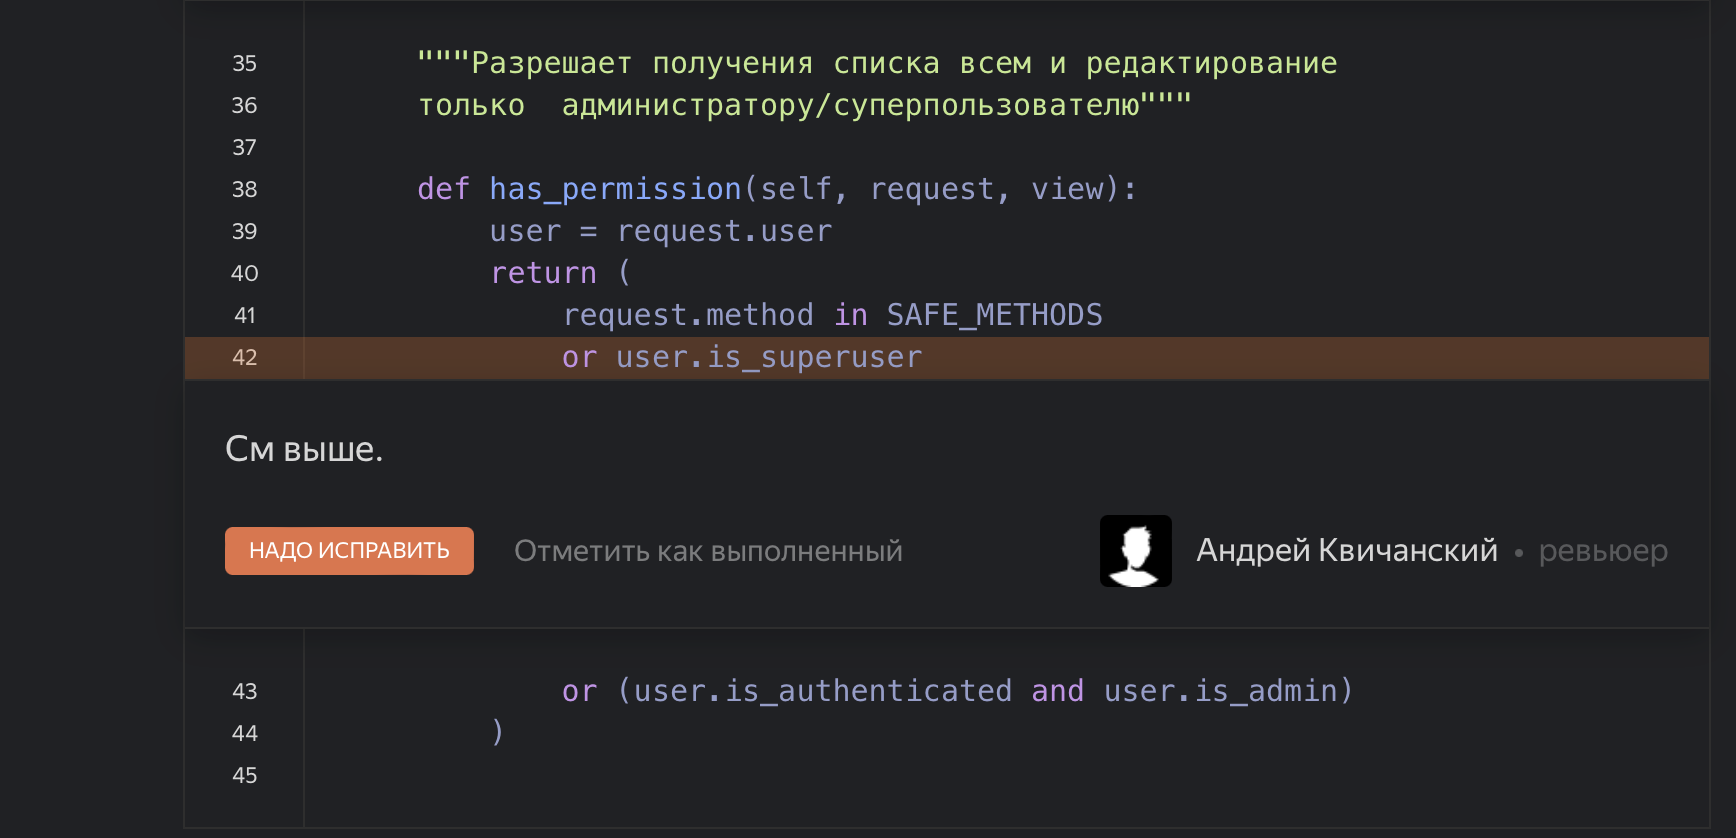 35 """Разрешает получения списка всем и редактирование
36 только  администратору/суперпользователю"""
37
38 def has_permission(self, request, view):
39 user = request.user
40 return (
41 request.method in SAFE_METHODS
42 or user.is_superuser
См выше.
НАДО ИСПРАВИТЬ Отметить как выполненный Андрей Квичанский • ревьюер
43 or (user.is_authenticated and user.is_admin)
44 )
45